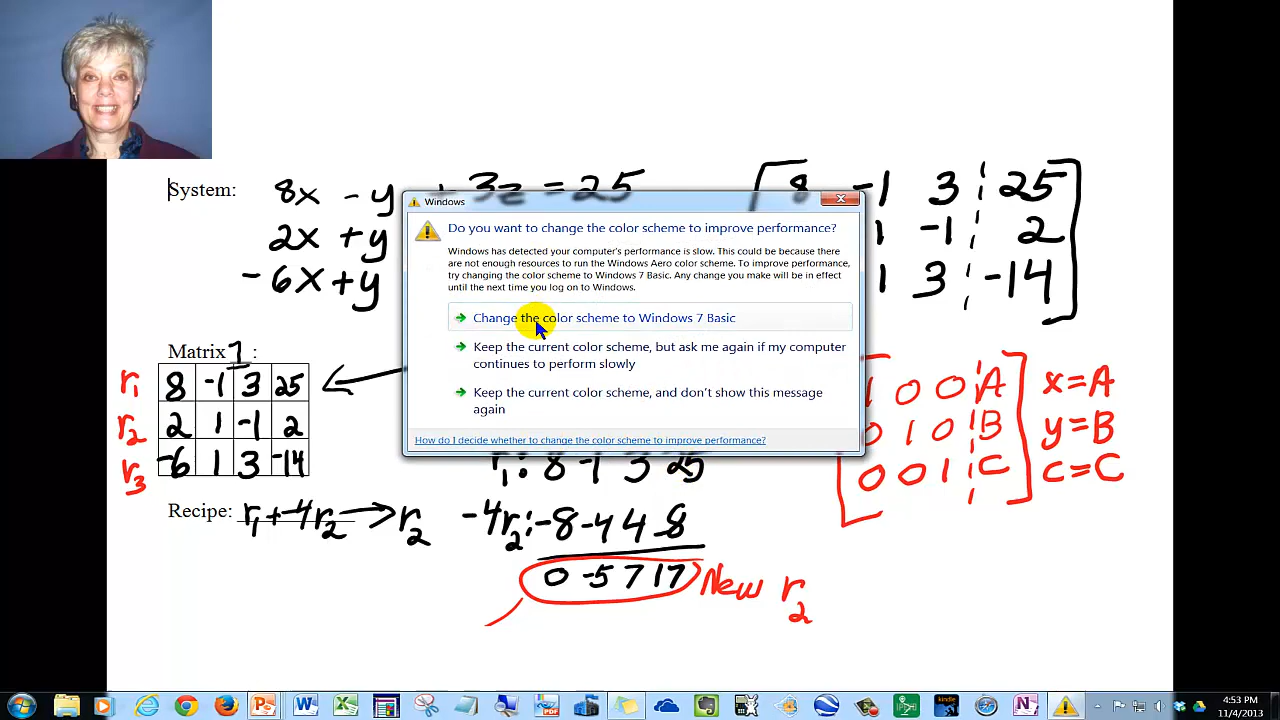 System: 8x - y + 3z = 25
2x + y
-6x + y
8 -1 3 25
1 -1 2
1 3 -14
Windows
Do you want to change the color scheme to improve performance?
Windows has detected your computer's performance is slow. This could be because there
are not enough resources to run the Windows Aero color scheme. To improve performance,
try changing the color scheme to Windows 7 Basic. Any change you make will be in effect
until the next time you log on to Windows.
Change the color scheme to Windows 7 Basic
Keep the current color scheme, but ask me again if my computer
continues to perform slowly
Keep the current color scheme, and don't show this message
again
How do I decide whether to change the color scheme to improve performance?
Matrix 1 :
r1 8 -1 3 25
r2 2 1 -1 2
r3 -6 1 3 -14
1 0 0 A x=A
0 1 0 B y=B
0 0 1 C c=C
r1: 8 -1 3 25
Recipe: r1+-4r2 → r2
-4r2: -8 -4 4 -8
0 -5 7 17 New r2
4:53 PM
11/4/2013